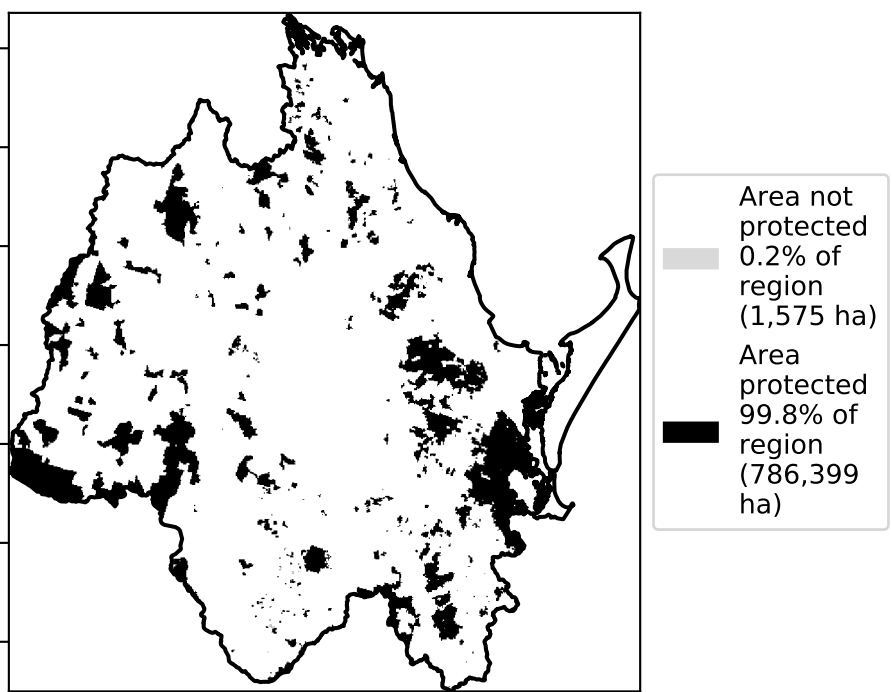 Area not
protected
0.2% of
region
(1,575 ha)
Area
protected
99.8% of
region
(786,399
ha)